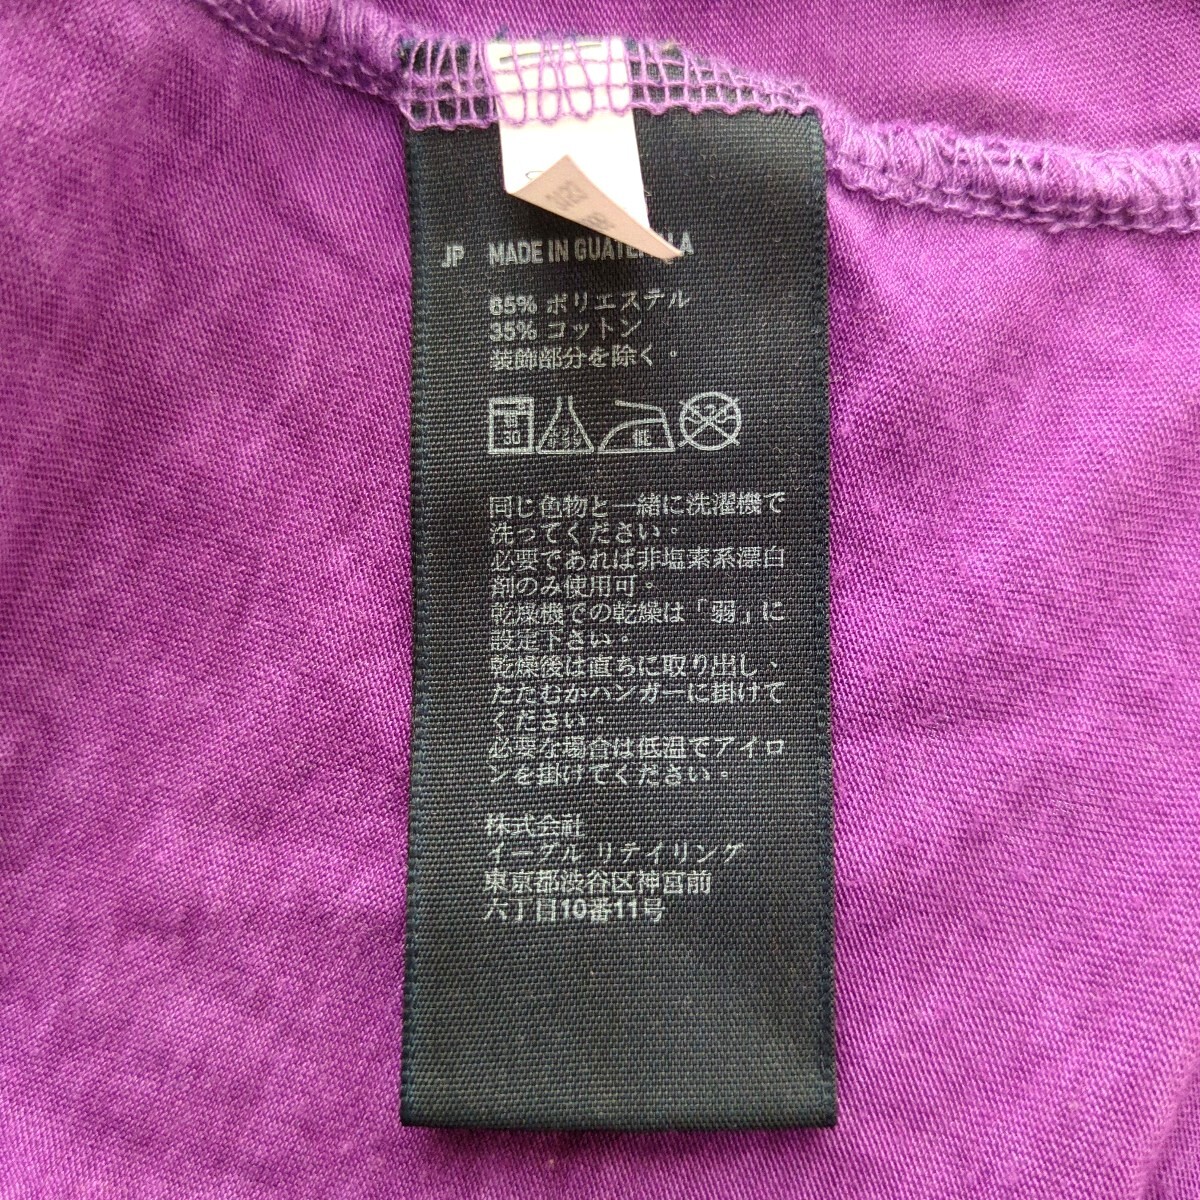 JP MADE IN GUATEMALA
65% ポリエステル
35% コットン
装飾部分を除く。
30
同じ色物と一緒に洗濯機で
洗ってください。
必要であれば非塩素系漂白
剤のみ使用可。
乾燥機での乾燥は「弱」に
設定下さい。
乾燥後は直ちに取り出し、
たたむかハンガーに掛けて
ください。
必要な場合は低温でアイロ
ンを掛けてください。
株式会社
イーグル リテイリング
東京都渋谷区神宮前
六丁目10番11号